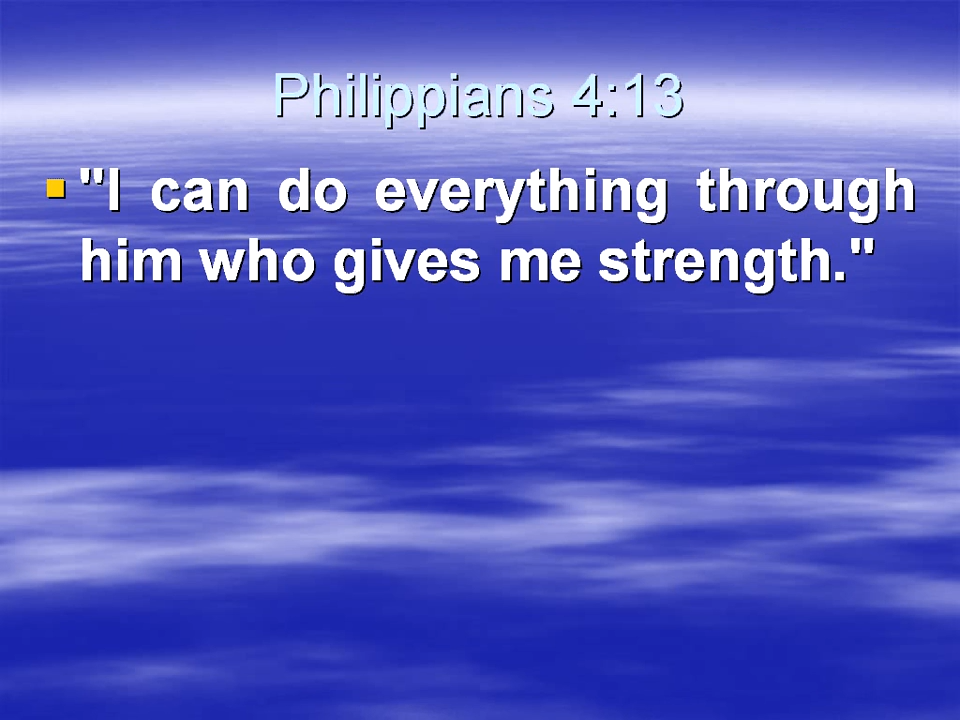 Philippians 4:13
"I can do everything through
him who gives me strength."